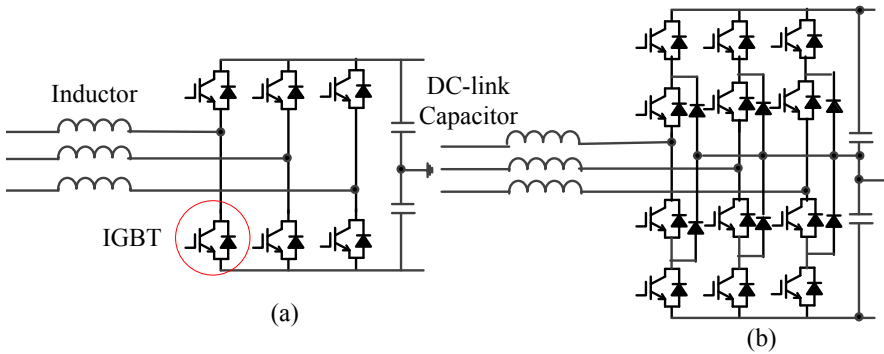 Inductor
DC-link
Capacitor
IGBT
(a)
(b)